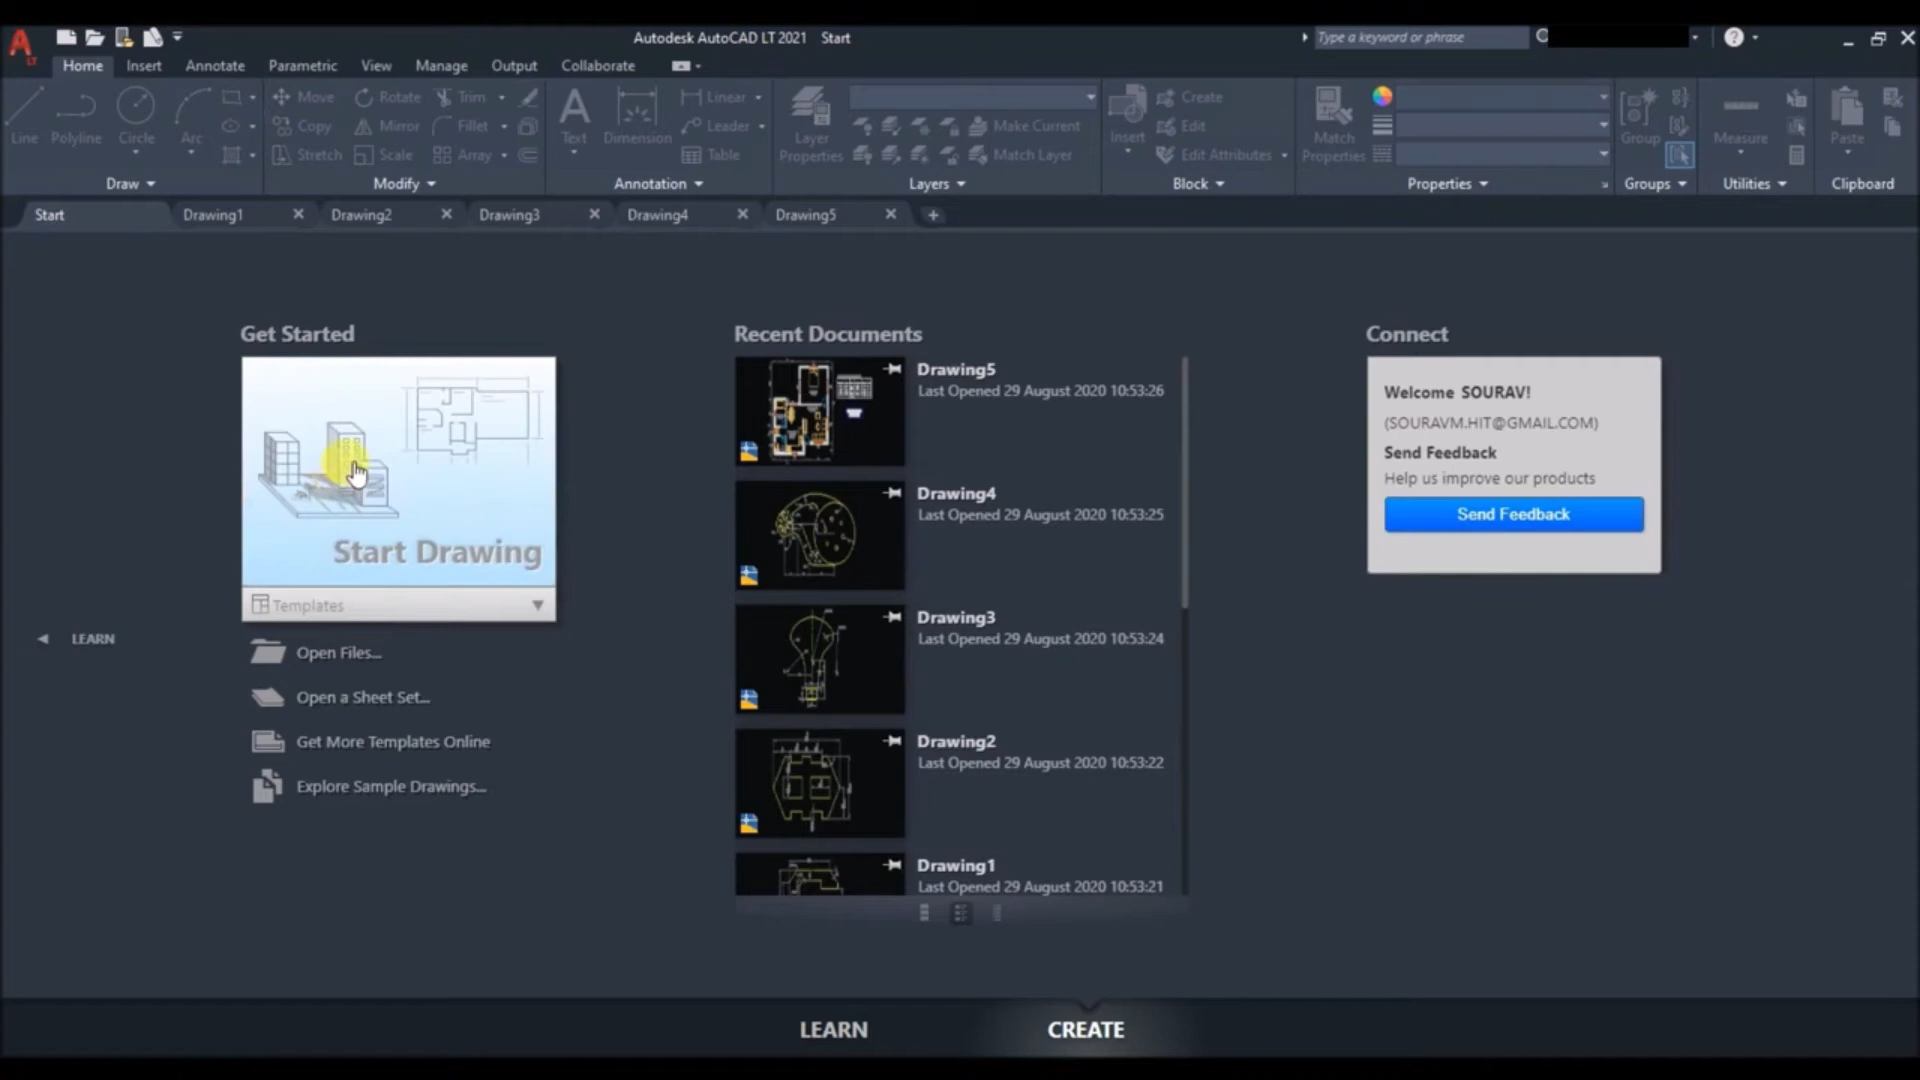 Autodesk AutoCAD LT 2021 Start
Type a keyword or phrase
LT
Home Insert Annotate Parametric View Manage Output Collaborate
Line Polyline Circle Arc
Move Rotate Trim
Copy Mirror Fillet
Stretch Scale Array
Text Dimension
Linear
Leader
Table
Layer Properties
Make Current
Match Layer
Insert
Create
Edit
Edit Attributes
Match Properties
Group
Measure
Paste
Draw Modify Annotation Layers Block Properties Groups Utilities Clipboard
Start Drawing1 Drawing2 Drawing3 Drawing4 Drawing5
Get Started
Start Drawing
Templates
Open Files...
Open a Sheet Set...
Get More Templates Online
Explore Sample Drawings...
LEARN
Recent Documents
Drawing5
Last Opened 29 August 2020 10:53:26
Drawing4
Last Opened 29 August 2020 10:53:25
Drawing3
Last Opened 29 August 2020 10:53:24
Drawing2
Last Opened 29 August 2020 10:53:22
Drawing1
Last Opened 29 August 2020 10:53:21
Connect
Welcome SOURAV!
(SOURAVM.HIT@GMAIL.COM)
Send Feedback
Help us improve our products
Send Feedback
LEARN CREATE